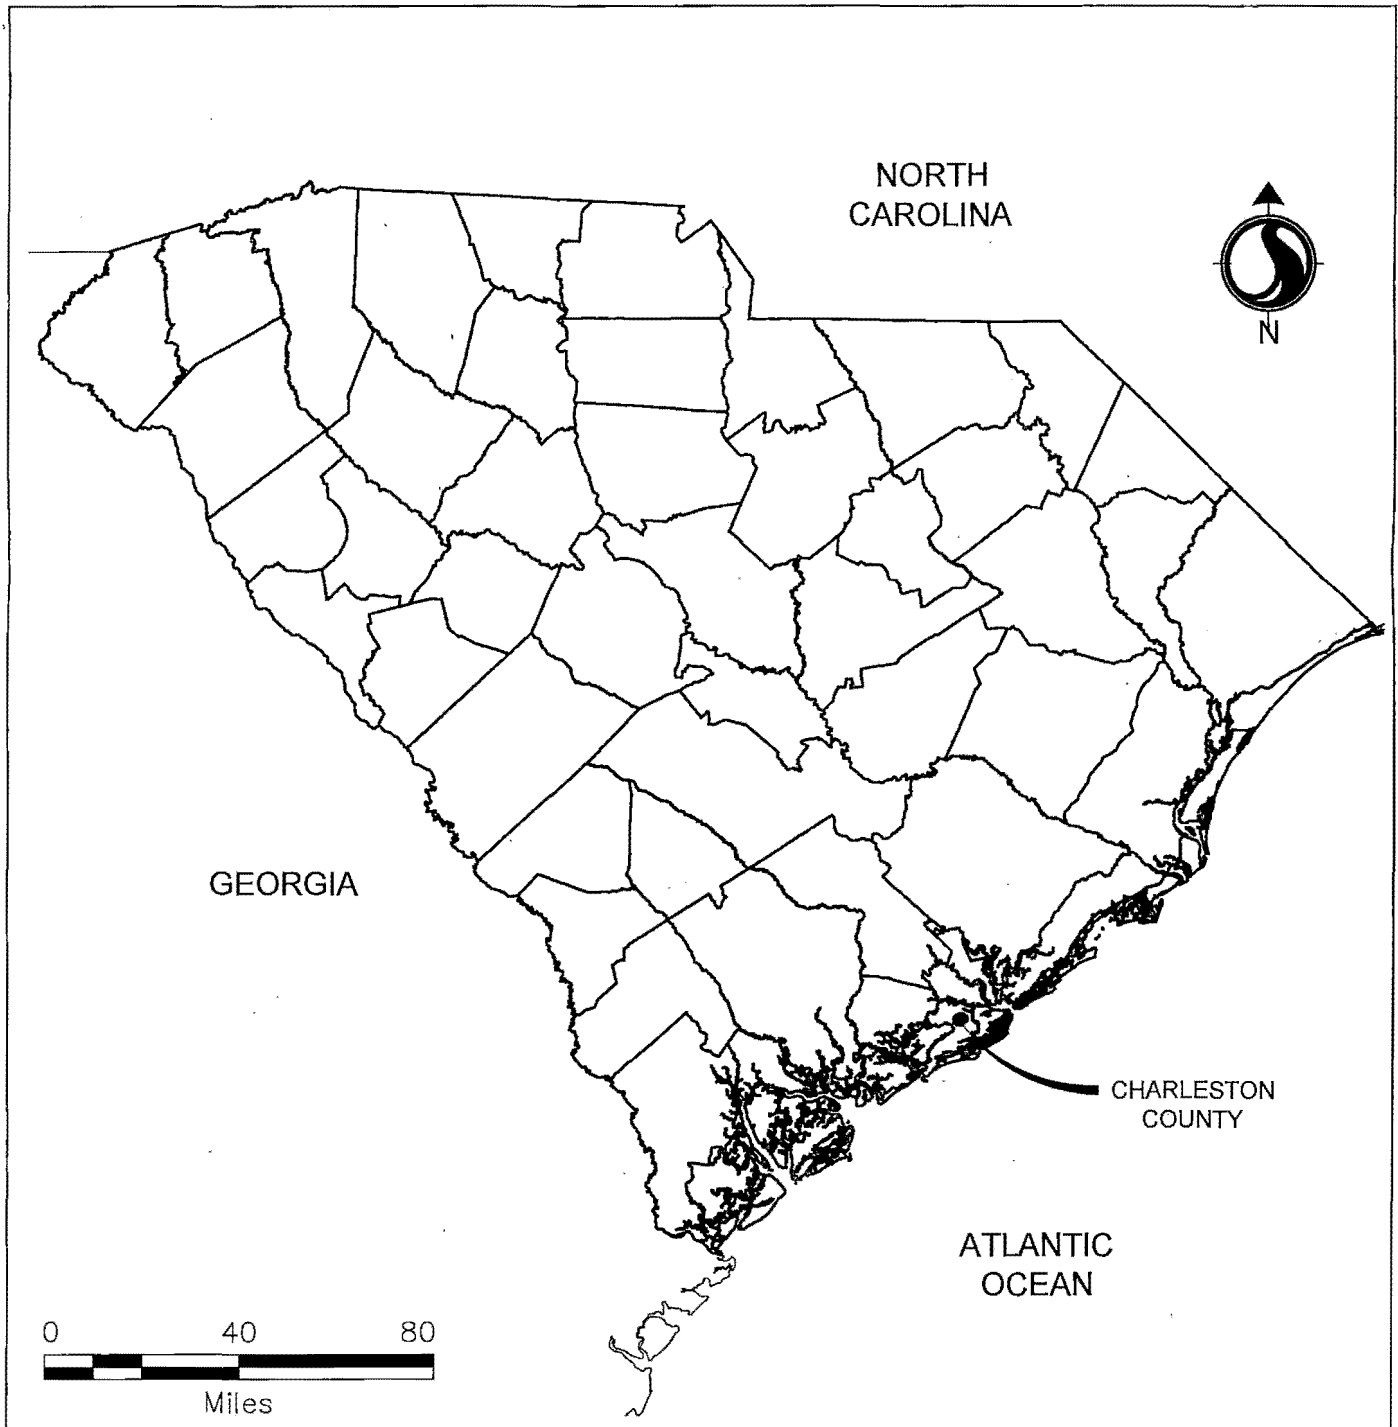 NORTH
CAROLINA
N
GEORGIA
CHARLESTON
COUNTY
ATLANTIC
OCEAN
0 40 80
Miles